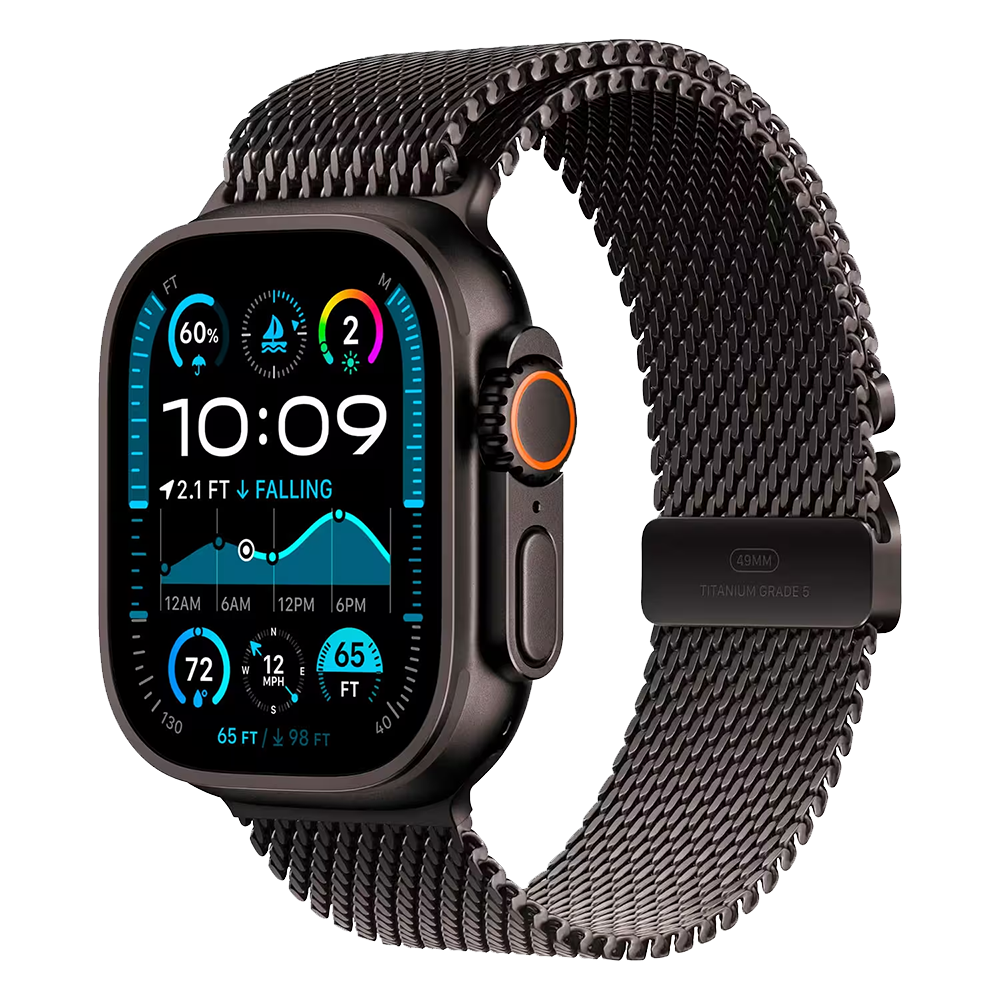 FT
M
60%
2
10:09
2.1 FT ↓ FALLING
12AM 6AM 12PM 6PM
72
N
W 12 E
MPH
S
65
FT
130
40
65 FT / ↓ 98 FT
49MM
TITANIUM GRADE 5